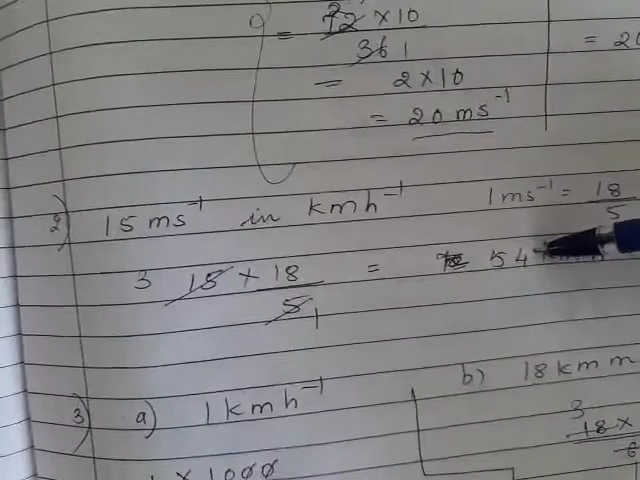 = 72 × 10 / 36 1
= 2 × 10
= 20 ms⁻¹
= 20
2) 15 ms⁻¹ in kmh⁻¹ 1 ms⁻¹ = 18/5
3 15 × 18 / 5 1 = 54
3) a) 1 kmh⁻¹
b) 18 km m
3
18 ×
6
× 1000